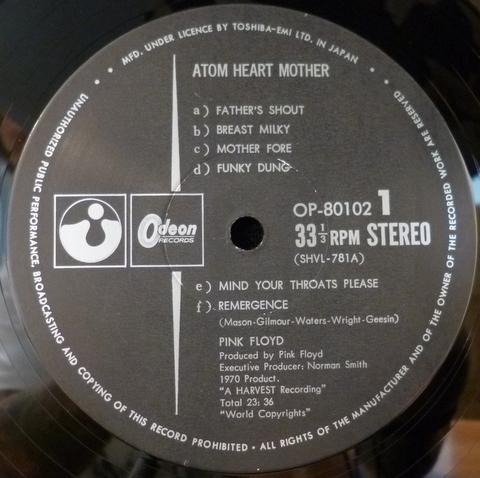 • MFD. UNDER LICENCE BY TOSHIBA-EMI LTD. IN JAPAN •
ATOM HEART MOTHER
a) FATHER'S SHOUT
b) BREAST MILKY
c) MOTHER FORE
d) FUNKY DUNG
Odeon
RECORDS
OP-80102 1
33 1/3 RPM STEREO
(SHVL-781A)
e) MIND YOUR THROATS PLEASE
f) REMERGENCE
(Mason-Gilmour-Waters-Wright-Geesin)
PINK FLOYD
Produced by Pink Floyd
Executive Producer: Norman Smith
1970 Product.
"A HARVEST Recording"
Total 23: 36
"World Copyrights"
UNAUTHORIZED PUBLIC PERFORMANCE, BROADCASTING AND COPYING OF THIS RECORD PROHIBITED • ALL RIGHTS OF THE MANUFACTURER AND OF THE OWNER OF THE RECORDED WORK ARE RESERVED